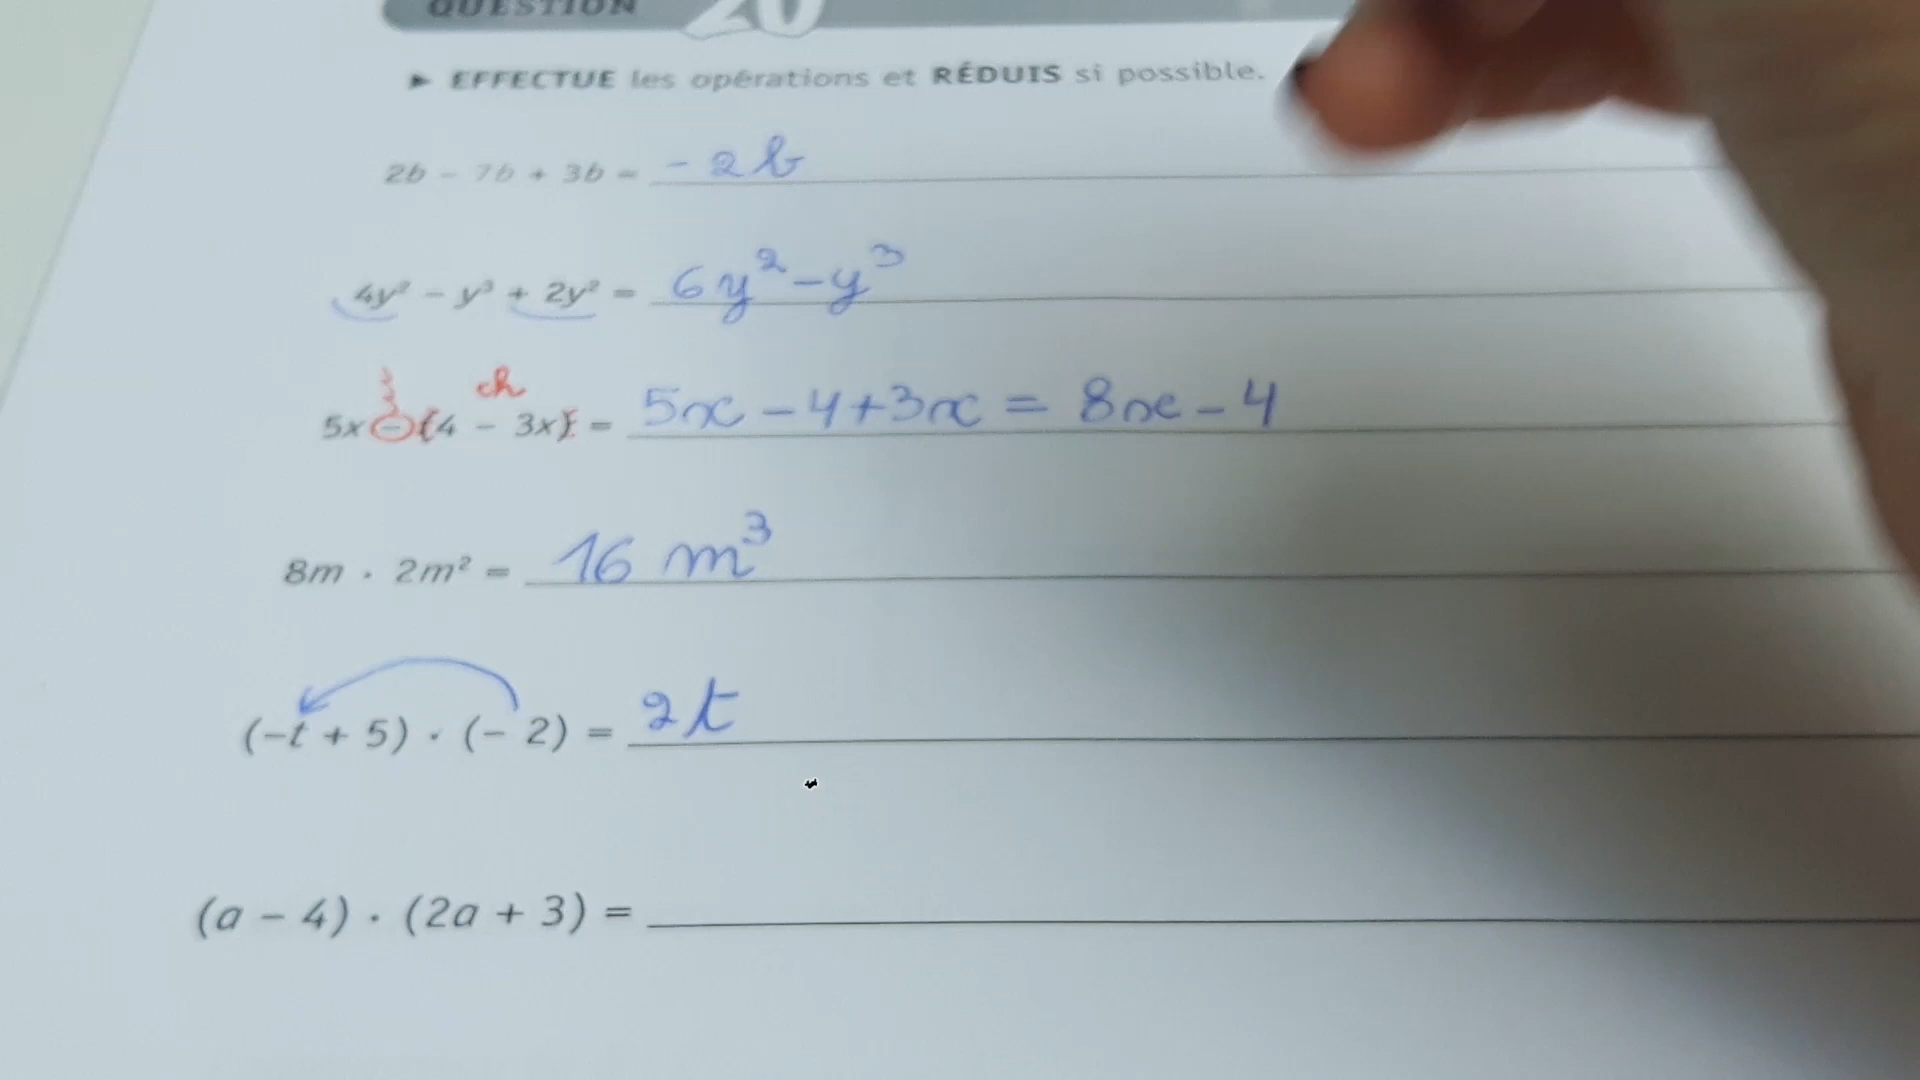 QUESTION 20
► EFFECTUE les opérations et RÉDUIS si possible.
2b - 7b + 3b = -2b
4y² - y³ + 2y² = 6y² - y³
ch
5x - (4 - 3x) = 5x - 4 + 3x = 8x - 4
8m . 2m² = 16 m³
(-t + 5) · (- 2) = 2t
(a - 4) · (2a + 3) =